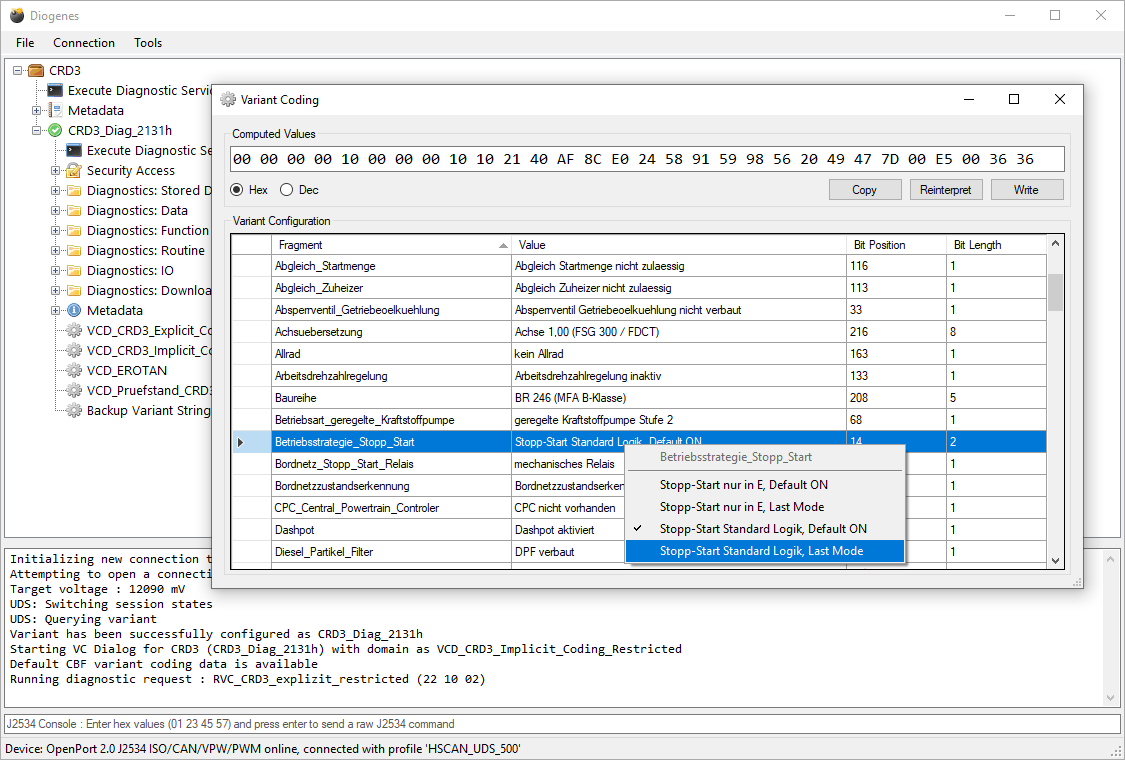 Diogenes
File Connection Tools
CRD3
Execute Diagnostic Servi
Metadata
CRD3_Diag_2131h
Execute Diagnostic Se
Security Access
Diagnostics: Stored D
Diagnostics: Data
Diagnostics: Function
Diagnostics: Routine
Diagnostics: IO
Diagnostics: Downloa
Metadata
VCD_CRD3_Explicit_Co
VCD_CRD3_Implicit_Co
VCD_EROTAN
VCD_Pruefstand_CRD3
Backup Variant String
Variant Coding
Computed Values
00 00 00 00 10 00 00 00 10 10 21 40 AF 8C E0 24 58 91 59 98 56 20 49 47 7D 00 E5 00 36 36
Hex Dec Copy Reinterpret Write
Variant Configuration
Fragment Value Bit Position Bit Length
Abgleich_Startmenge Abgleich Startmenge nicht zulaessig 116 1
Abgleich_Zuheizer Abgleich Zuheizer nicht zulaessig 113 1
Absperrventil_Getriebeoelkuehlung Absperrventil Getriebeoelkuehlung nicht verbaut 33 1
Achsuebersetzung Achse 1,00 (FSG 300 / FDCT) 216 8
Allrad kein Allrad 163 1
Arbeitsdrehzahlregelung Arbeitsdrehzahlregelung inaktiv 133 1
Baureihe BR 246 (MFA B-Klasse) 208 5
Betriebsart_geregelte_Kraftstoffpumpe geregelte Kraftstoffpumpe Stufe 2 68 1
Betriebsstrategie_Stopp_Start Stopp-Start Standard Logik, Default ON 14 2
Bordnetz_Stopp_Start_Relais mechanisches Relais 1
Bordnetzzustandserkennung Bordnetzzustandserken 1
CPC_Central_Powertrain_Controler CPC nicht vorhanden 1
Dashpot Dashpot aktiviert 1
Diesel_Partikel_Filter DPF verbaut 1
Betriebsstrategie_Stopp_Start
Stopp-Start nur in E, Default ON
Stopp-Start nur in E, Last Mode
Stopp-Start Standard Logik, Default ON
Stopp-Start Standard Logik, Last Mode
Initializing new connection t
Attempting to open a connecti
Target voltage : 12090 mV
UDS: Switching session states
UDS: Querying variant
Variant has been successfully configured as CRD3_Diag_2131h
Starting VC Dialog for CRD3 (CRD3_Diag_2131h) with domain as VCD_CRD3_Implicit_Coding_Restricted
Default CBF variant coding data is available
Running diagnostic request : RVC_CRD3_explizit_restricted (22 10 02)
J2534 Console : Enter hex values (01 23 45 57) and press enter to send a raw J2534 command
Device: OpenPort 2.0 J2534 ISO/CAN/VPW/PWM online, connected with profile 'HSCAN_UDS_500'